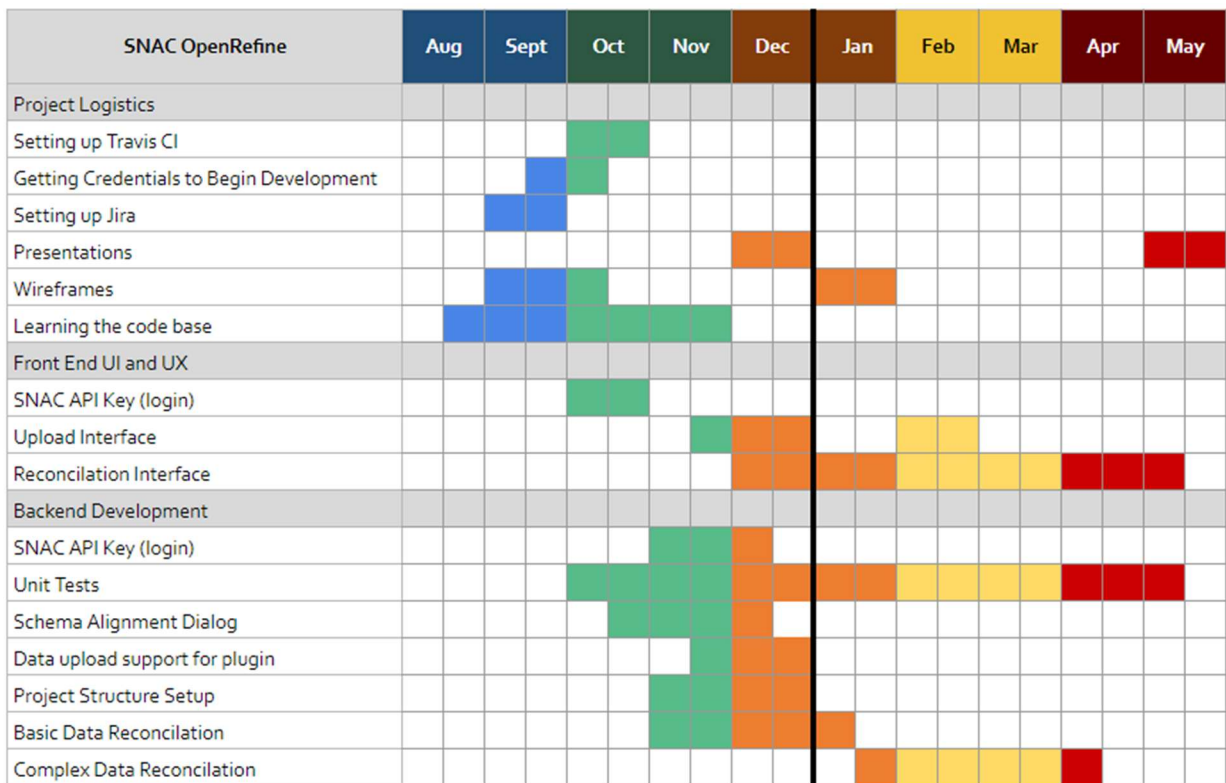 SNAC OpenRefine Aug Sept Oct Nov Dec Jan Feb Mar Apr May
Project Logistics
Setting up Travis CI
Getting Credentials to Begin Development
Setting up Jira
Presentations
Wireframes
Learning the code base
Front End UI and UX
SNAC API Key (login)
Upload Interface
Reconcilation Interface
Backend Development
SNAC API Key (login)
Unit Tests
Schema Alignment Dialog
Data upload support for plugin
Project Structure Setup
Basic Data Reconcilation
Complex Data Reconcilation